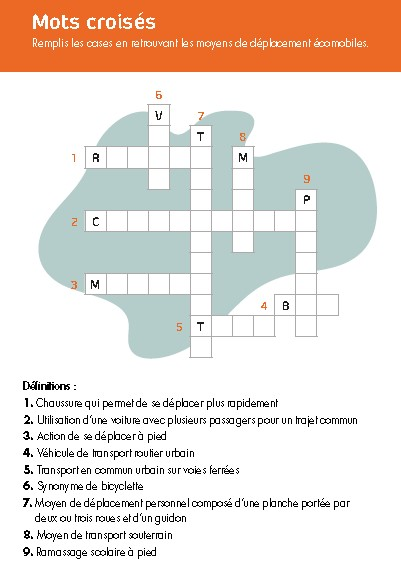 Mots croisés
Remplis les cases en retrouvant les moyens de déplacement écomobiles.
6
V
7
T
8
1 R M
9
P
2 C
3 M
4 B
5 T
Définitions :
1. Chaussure qui permet de se déplacer plus rapidement
2. Utilisation d'une voiture avec plusieurs passagers pour un trajet commun
3. Action de se déplacer à pied
4. Véhicule de transport routier urbain
5. Transport en commun urbain sur voies ferrées
6. Synonyme de bicyclette
7. Moyen de déplacement personnel composé d'une planche portée par
deux ou trois roues et d'un guidon
8. Moyen de transport souterrain
9. Ramassage scolaire à pied